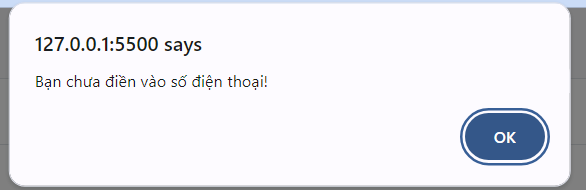 127.0.0.1:5500 says
Bạn chưa điền vào số điện thoại!
OK